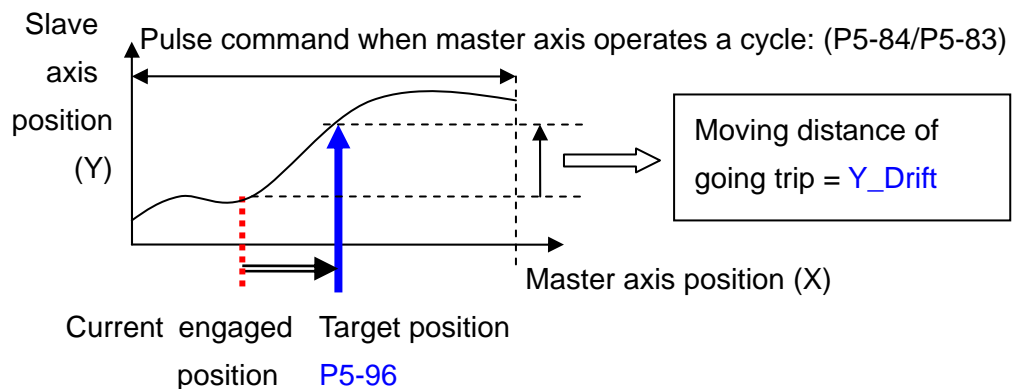 Slave
axis
position
(Y)
Pulse command when master axis operates a cycle: (P5-84/P5-83)
Moving distance of
going trip = Y_Drift
Master axis position (X)
Current engaged
position
Target position
P5-96